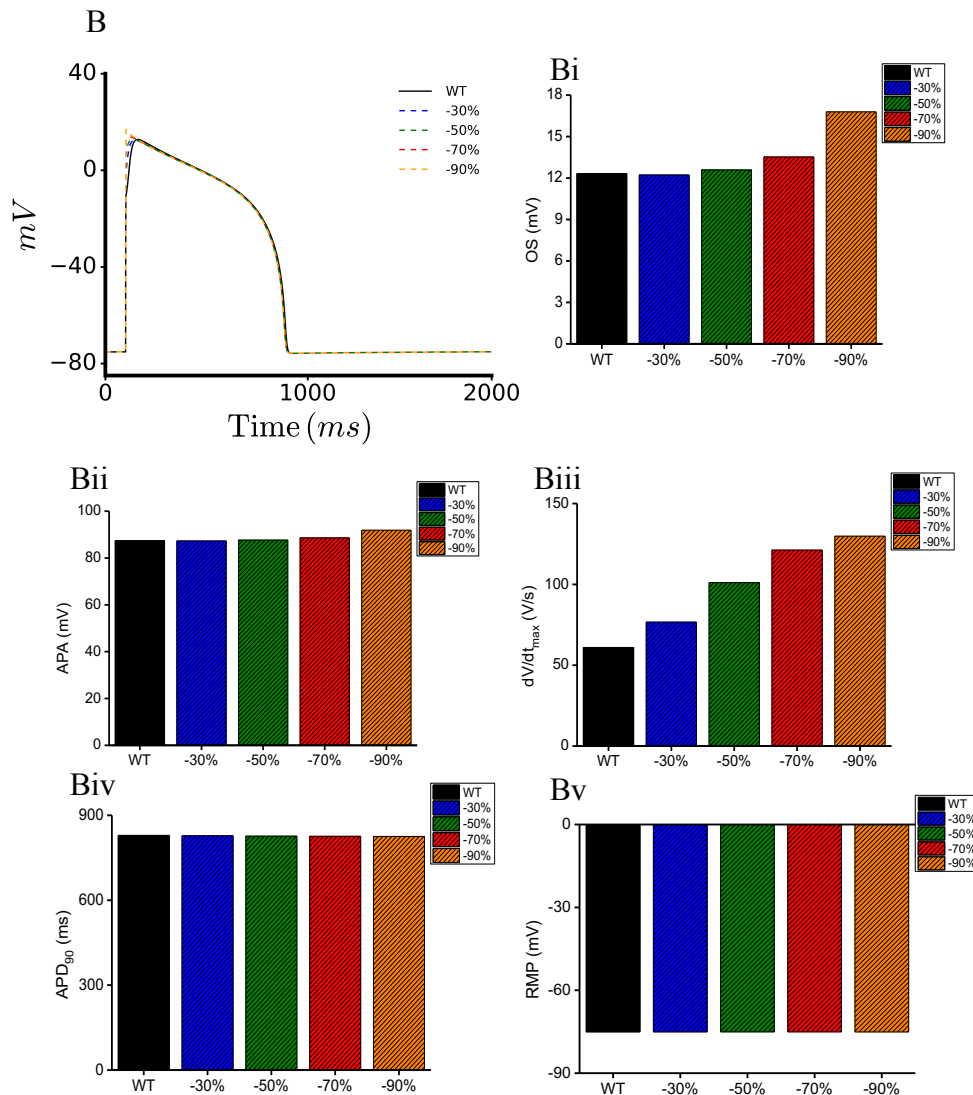 B
40
0
−40
−80
mV
0
1000
2000
Time (ms)
WT
-30%
-50%
-70%
-90%
Bi
WT
-30%
-50%
-70%
-90%
18
15
12
9
6
3
0
OS (mV)
WT -30% -50% -70% -90%
Bii
WT
-30%
-50%
-70%
-90%
100
80
60
40
20
0
APA (mV)
WT -30% -50% -70% -90%
Biii
WT
-30%
-50%
-70%
-90%
150
100
50
0
dV/dtmax (V/s)
WT -30% -50% -70% -90%
Biv
WT
-30%
-50%
-70%
-90%
900
600
300
0
APD90 (ms)
WT -30% -50% -70% -90%
Bv
WT
-30%
-50%
-70%
-90%
0
-30
-60
-90
RMP (mV)
WT -30% -50% -70% -90%